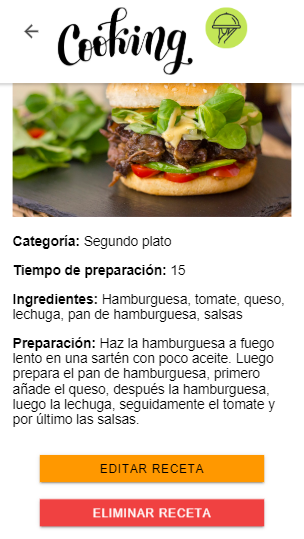 Cooking
Categoría: Segundo plato
Tiempo de preparación: 15
Ingredientes: Hamburguesa, tomate, queso,
lechuga, pan de hamburguesa, salsas
Preparación: Haz la hamburguesa a fuego
lento en una sartén con poco aceite. Luego
prepara el pan de hamburguesa, primero
añade el queso, después la hamburguesa,
luego la lechuga, seguidamente el tomate y
por último las salsas.
EDITAR RECETA
ELIMINAR RECETA